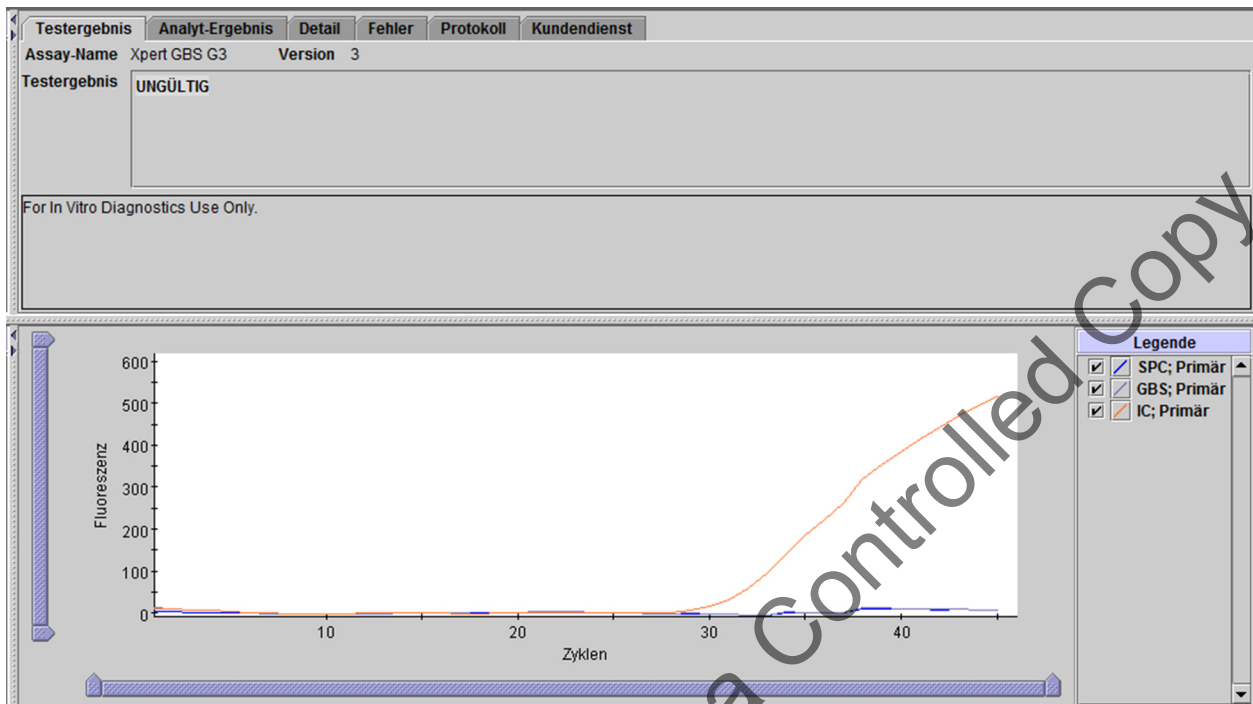 Testergebnis Analyt-Ergebnis Detail Fehler Protokoll Kundendienst
Assay-Name Xpert GBS G3 Version 3
Testergebnis UNGÜLTIG
For In Vitro Diagnostics Use Only.
600
500
400
300
200
100
0
Fluoreszenz
10 20 30 40
Zyklen
Legende
SPC; Primär
GBS; Primär
IC; Primär
a Controlled Copy